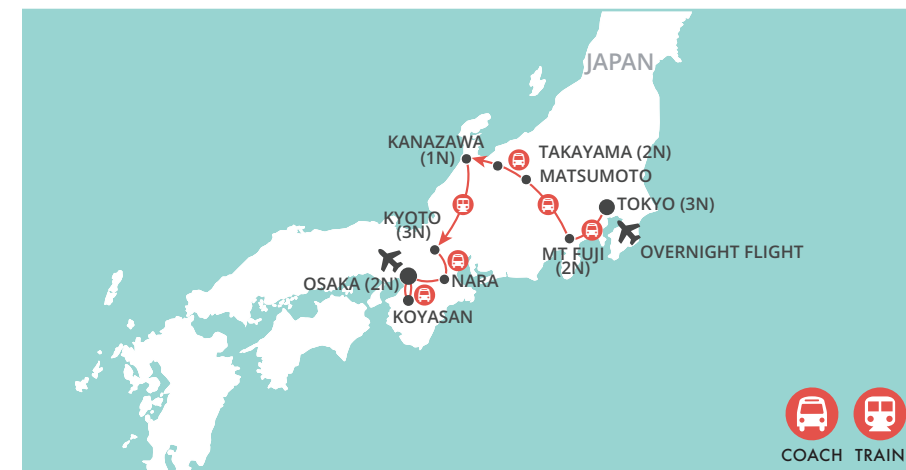 JAPAN
KANAZAWA
(1N)
TAKAYAMA (2N)
MATSUMOTO
TOKYO (3N)
KYOTO
(3N)
MT FUJI
(2N)
OVERNIGHT FLIGHT
OSAKA (2N)
NARA
KOYASAN
COACH
TRAIN